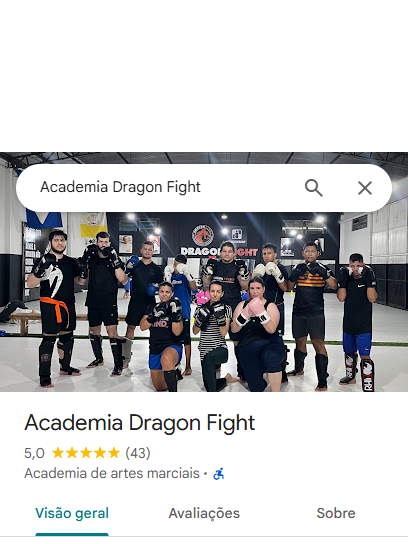 Academia Dragon Fight
DRAGON FIGHT
Academia Dragon Fight
5,0 (43)
Academia de artes marciais ·
Visão geral
Avaliações
Sobre